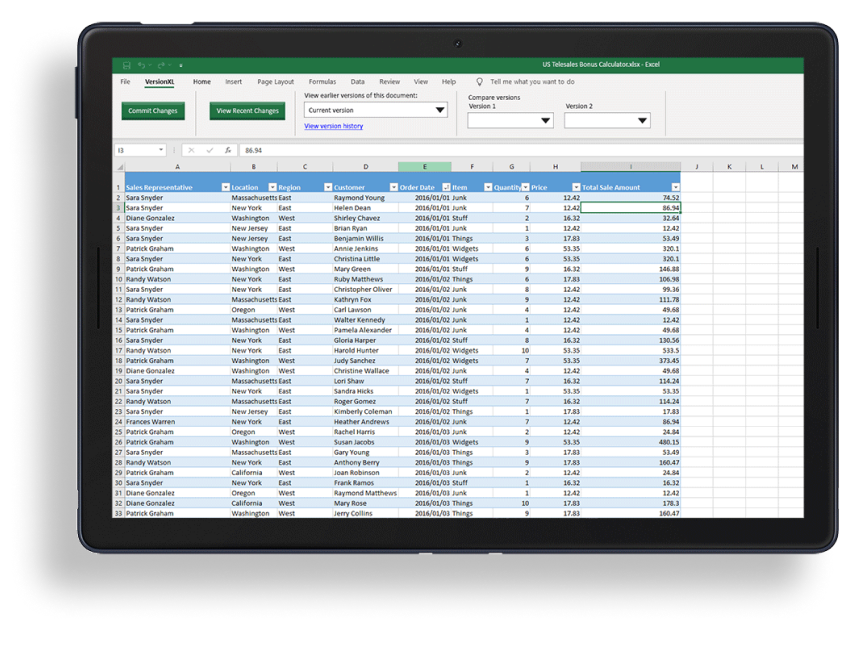 US Telesales Bonus Calculator.xlsx - Excel
File VersionXL Home Insert Page Layout Formulas Data Review View Help Tell me what you want to do
Commit Changes
View Recent Changes
View earlier versions of this document:
Current version
View version history
Compare versions
Version 1 Version 2
I3 fx 86.94
A B C D E F G H I J K L M
1 Sales Representative Location Region Customer Order Date Item Quantity Price Total Sale Amount
2 Sara Snyder Massachusetts East Raymond Young 2016/01/01 Junk 6 12.42 74.52
3 Sara Snyder New York East Helen Dean 2016/01/01 Junk 7 12.42 86.94
4 Diane Gonzalez Washington West Shirley Chavez 2016/01/01 Stuff 2 16.32 32.64
5 Sara Snyder New Jersey East Brian Ryan 2016/01/01 Junk 1 12.42 12.42
6 Sara Snyder New Jersey East Benjamin Willis 2016/01/01 Things 3 17.83 53.49
7 Patrick Graham Washington West Annie Jenkins 2016/01/01 Widgets 6 53.35 320.1
8 Sara Snyder New York East Christina Little 2016/01/01 Widgets 6 53.35 320.1
9 Patrick Graham Washington West Mary Green 2016/01/01 Stuff 9 16.32 146.88
10 Randy Watson New York East Ruby Matthews 2016/01/02 Things 6 17.83 106.98
11 Sara Snyder New York East Christopher Oliver 2016/01/02 Junk 8 12.42 99.36
12 Randy Watson Massachusetts East Kathryn Fox 2016/01/02 Junk 9 12.42 111.78
13 Patrick Graham Oregon West Carl Lawson 2016/01/02 Junk 4 12.42 49.68
14 Sara Snyder Massachusetts East Walter Kennedy 2016/01/02 Junk 1 12.42 12.42
15 Patrick Graham Washington West Pamela Alexander 2016/01/02 Junk 4 12.42 49.68
16 Sara Snyder New York East Gloria Harper 2016/01/02 Stuff 8 16.32 130.56
17 Randy Watson New York East Harold Hunter 2016/01/02 Widgets 10 53.35 533.5
18 Patrick Graham Washington West Judy Sanchez 2016/01/02 Widgets 7 53.35 373.45
19 Diane Gonzalez Washington West Christine Wallace 2016/01/02 Junk 4 12.42 49.68
20 Sara Snyder Massachusetts East Lori Shaw 2016/01/02 Stuff 7 16.32 114.24
21 Sara Snyder New York East Sandra Hicks 2016/01/02 Widgets 1 53.35 53.35
22 Randy Watson Massachusetts East Roger Gomez 2016/01/02 Stuff 7 16.32 114.24
23 Sara Snyder New Jersey East Kimberly Coleman 2016/01/02 Things 1 17.83 17.83
24 Frances Warren New York East Heather Andrews 2016/01/02 Junk 7 12.42 86.94
25 Patrick Graham Oregon West Rachel Harris 2016/01/03 Junk 2 12.42 24.84
26 Patrick Graham Washington West Susan Jacobs 2016/01/03 Widgets 9 53.35 480.15
27 Sara Snyder Massachusetts East Gary Young 2016/01/03 Things 3 17.83 53.49
28 Randy Watson New York East Anthony Berry 2016/01/03 Things 9 17.83 160.47
29 Patrick Graham California West Joan Robinson 2016/01/03 Junk 2 12.42 24.84
30 Sara Snyder New York East Frank Ramos 2016/01/03 Stuff 1 16.32 16.32
31 Diane Gonzalez Oregon West Raymond Matthews 2016/01/03 Junk 1 12.42 12.42
32 Diane Gonzalez California West Mary Rose 2016/01/03 Things 10 17.83 178.3
33 Patrick Graham Washington West Jerry Collins 2016/01/03 Things 9 17.83 160.47